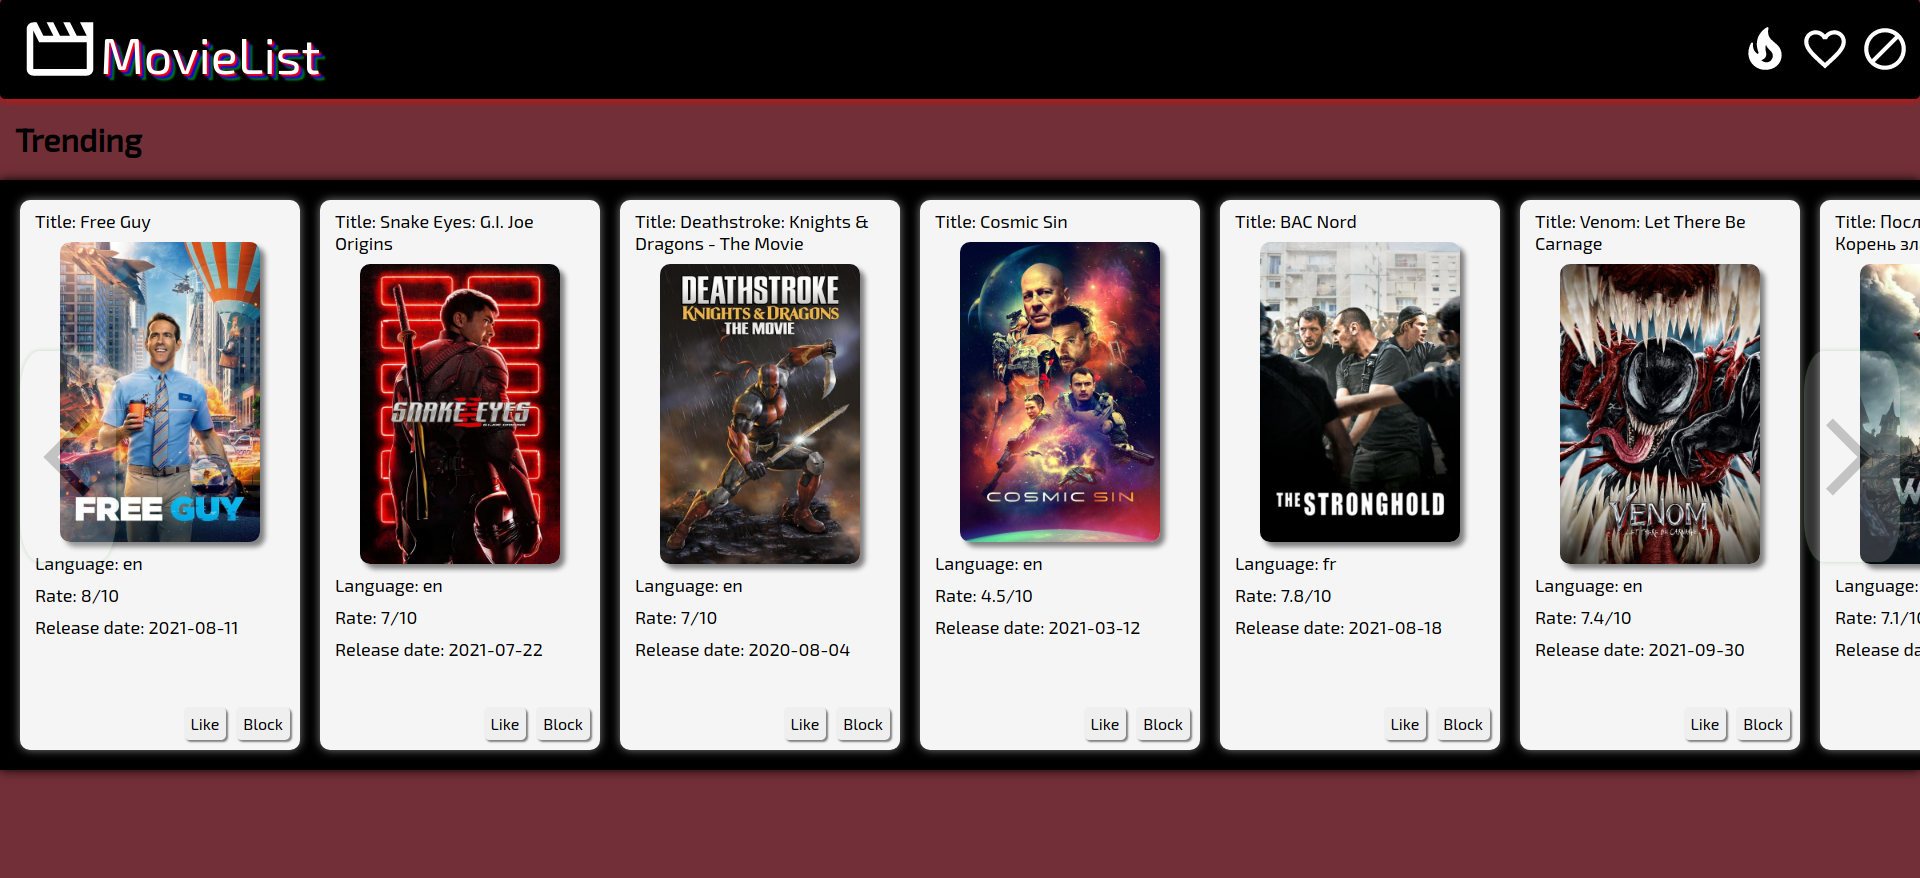 MovieList
Trending
Title: Free Guy
FREE GUY
Language: en
Rate: 8/10
Release date: 2021-08-11
Like Block
Title: Snake Eyes: G.I. Joe
Origins
SNAKE EYES
Language: en
Rate: 7/10
Release date: 2021-07-22
Like Block
Title: Deathstroke: Knights &
Dragons - The Movie
DEATHSTROKE
KNIGHTS & DRAGONS
THE MOVIE
Language: en
Rate: 7/10
Release date: 2020-08-04
Like Block
Title: Cosmic Sin
COSMIC SIN
Language: en
Rate: 4.5/10
Release date: 2021-03-12
Like Block
Title: BAC Nord
THE STRONGHOLD
Language: fr
Rate: 7.8/10
Release date: 2021-08-18
Like Block
Title: Venom: Let There Be
Carnage
VENOM
LET THERE BE CARNAGE
Language: en
Rate: 7.4/10
Release date: 2021-09-30
Like Block
Title: Посл
Корень зл
W
Language:
Rate: 7.1/10
Release da